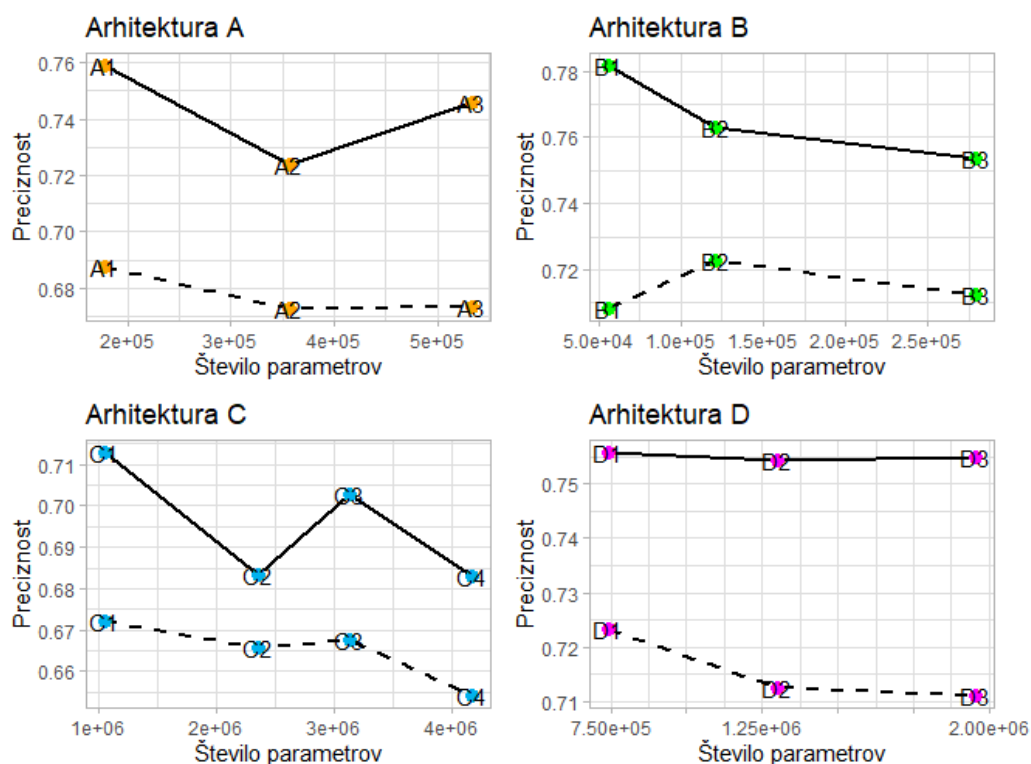 Arhitektura A
Preciznost
0.76
0.74
0.72
0.70
0.68
A1
A2
A3
A1
A2
A3
2e+05 3e+05 4e+05 5e+05
Število parametrov
Arhitektura B
Preciznost
0.78
0.76
0.74
0.72
B1
B2
B3
B1
B2
B3
5.0e+04 1.0e+05 1.5e+05 2.0e+05 2.5e+05
Število parametrov
Arhitektura C
Preciznost
0.71
0.70
0.69
0.68
0.67
0.66
C1
C2
C3
C4
C1
C2
C3
C4
1e+06 2e+06 3e+06 4e+06
Število parametrov
Arhitektura D
Preciznost
0.75
0.74
0.73
0.72
0.71
D1
D2
D3
D1
D2
D3
7.50e+05 1.25e+06 2.00e+06
Število parametrov